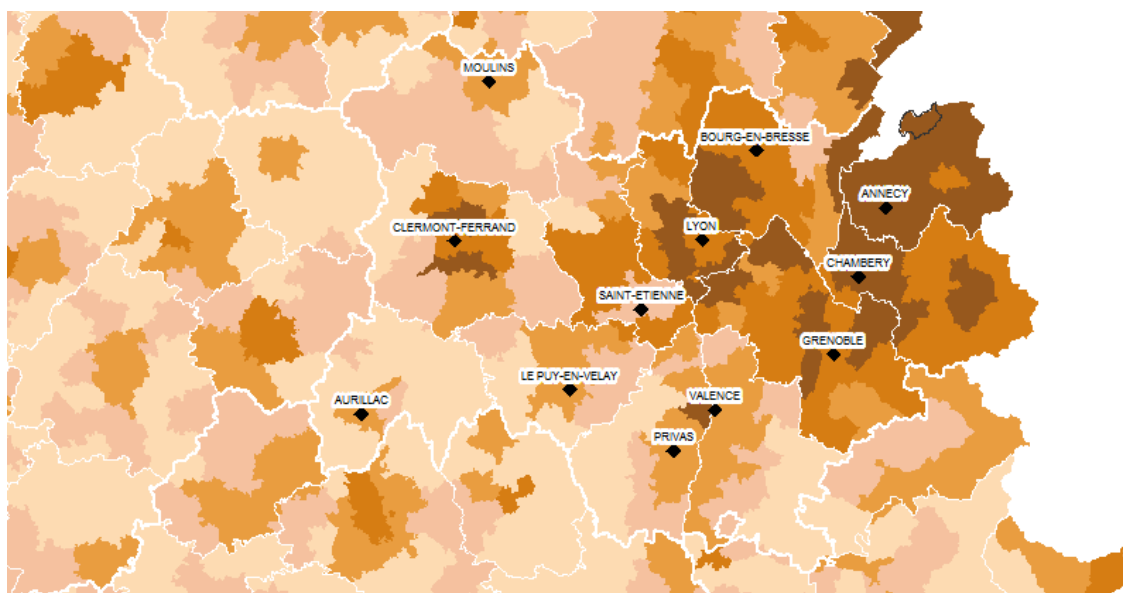 MOULINS
BOURG-EN-BRESSE
ANNECY
CLERMONT-FERRAND
LYON
CHAMBERY
SAINT-ETIENNE
GRENOBLE
LE PUY-EN-VELAY
AURILLAC
VALENCE
PRIVAS